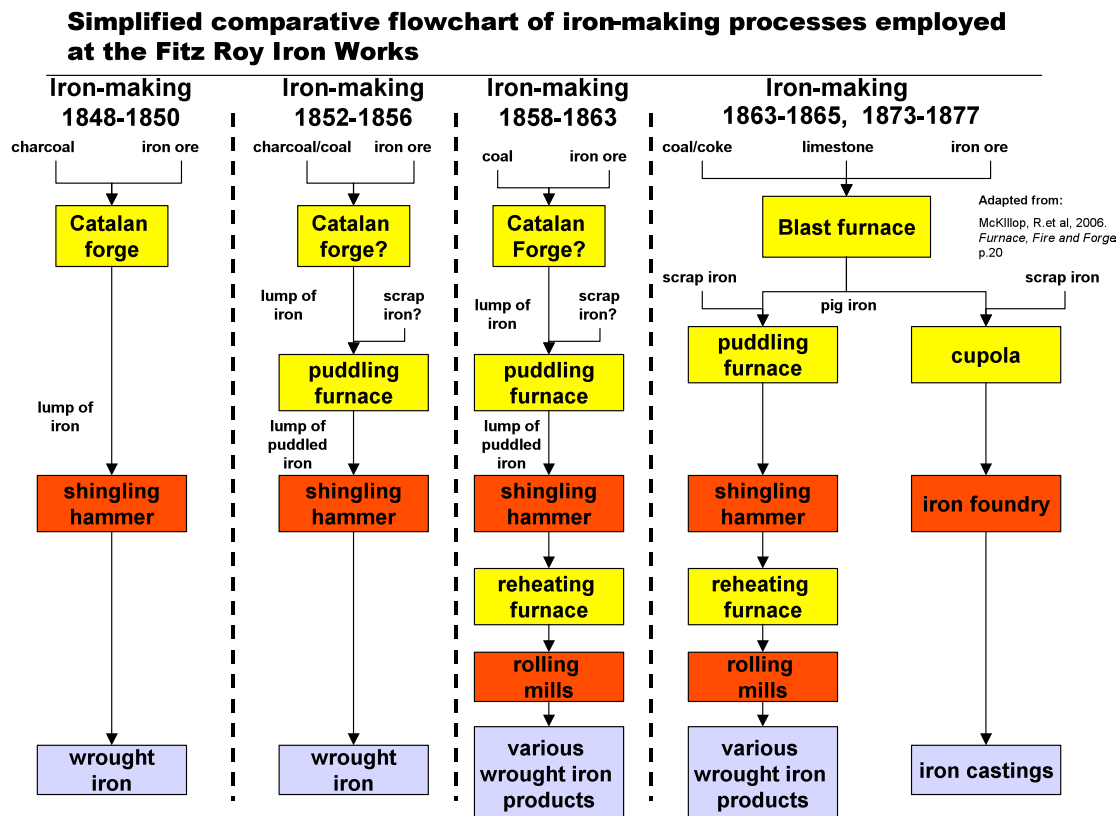 Simplified comparative flowchart of iron-making processes employed
at the Fitz Roy Iron Works
Iron-making
1848-1850
charcoal
iron ore
Catalan
forge
lump of
iron
shingling
hammer
wrought
iron
Iron-making
1852-1856
charcoal/coal
iron ore
Catalan
forge?
lump of
iron
scrap
iron?
puddling
furnace
lump of
puddled
iron
shingling
hammer
wrought
iron
Iron-making
1858-1863
coal
iron ore
Catalan
Forge?
lump of
iron
scrap
iron?
puddling
furnace
lump of
puddled
iron
shingling
hammer
reheating
furnace
rolling
mills
various
wrought iron
products
Iron-making
1863-1865, 1873-1877
coal/coke
limestone
iron ore
Blast furnace
Adapted from:
McKIllop, R.et al, 2006.
Furnace, Fire and Forge
p.20
scrap iron
pig iron
scrap iron
puddling
furnace
cupola
shingling
hammer
iron foundry
reheating
furnace
rolling
mills
various
wrought iron
products
iron castings